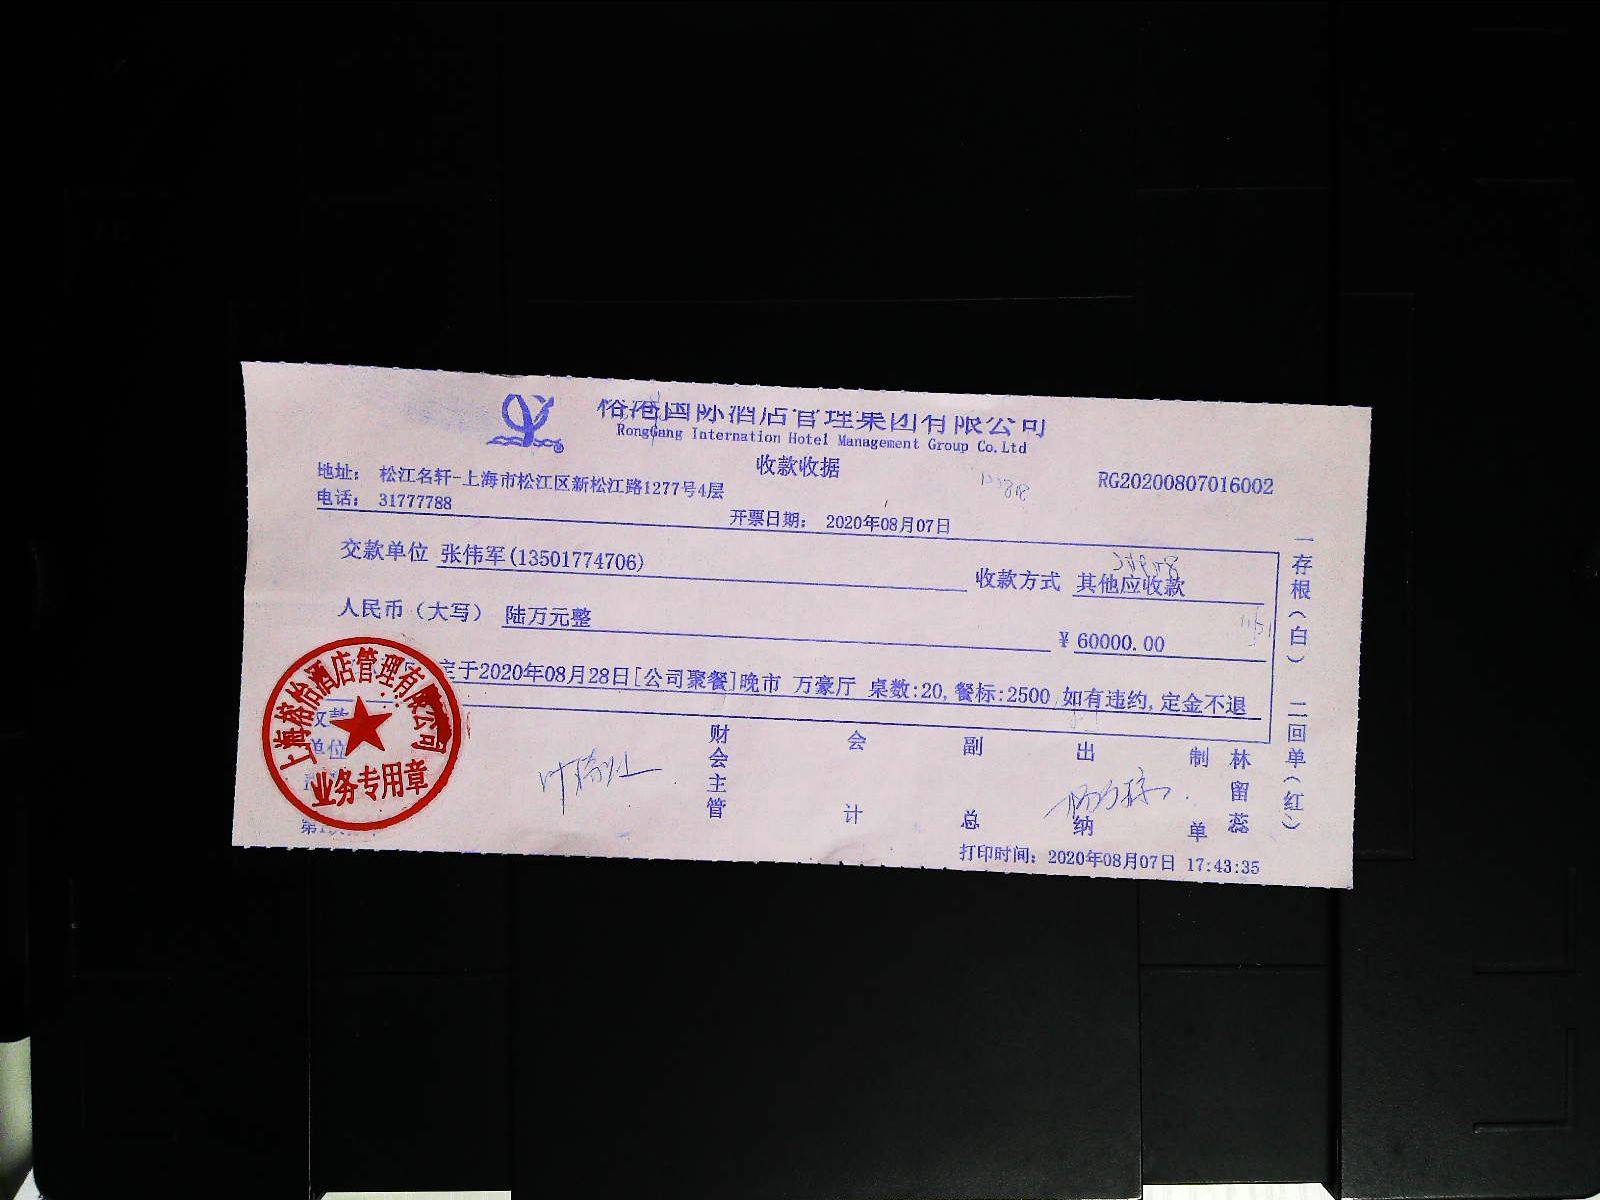 国际酒店管理集团有限公司
RongGang Internation Hotel Management Group Co.Ltd
收款收据
地址： 松江名轩-上海市松江区新松江路1277号4层
RG20200807016002
电话： 31777788
开票日期： 2020年08月07日
交款单位 张伟军(13501774706)
收款方式 其他应收款
人民币（大写） 陆万元整
¥ 60000.00
定于2020年08月28日[公司聚餐]晚市 万豪厅 桌数:20,餐标:2500 如有违约,定金不退
收款
单位
财会主管
会计
副总
出纳
制单
林留蕊
打印时间: 2020年08月07日 17:43:35
一存根（白） 二回单（红）
酒店管理有限公司
业务专用章